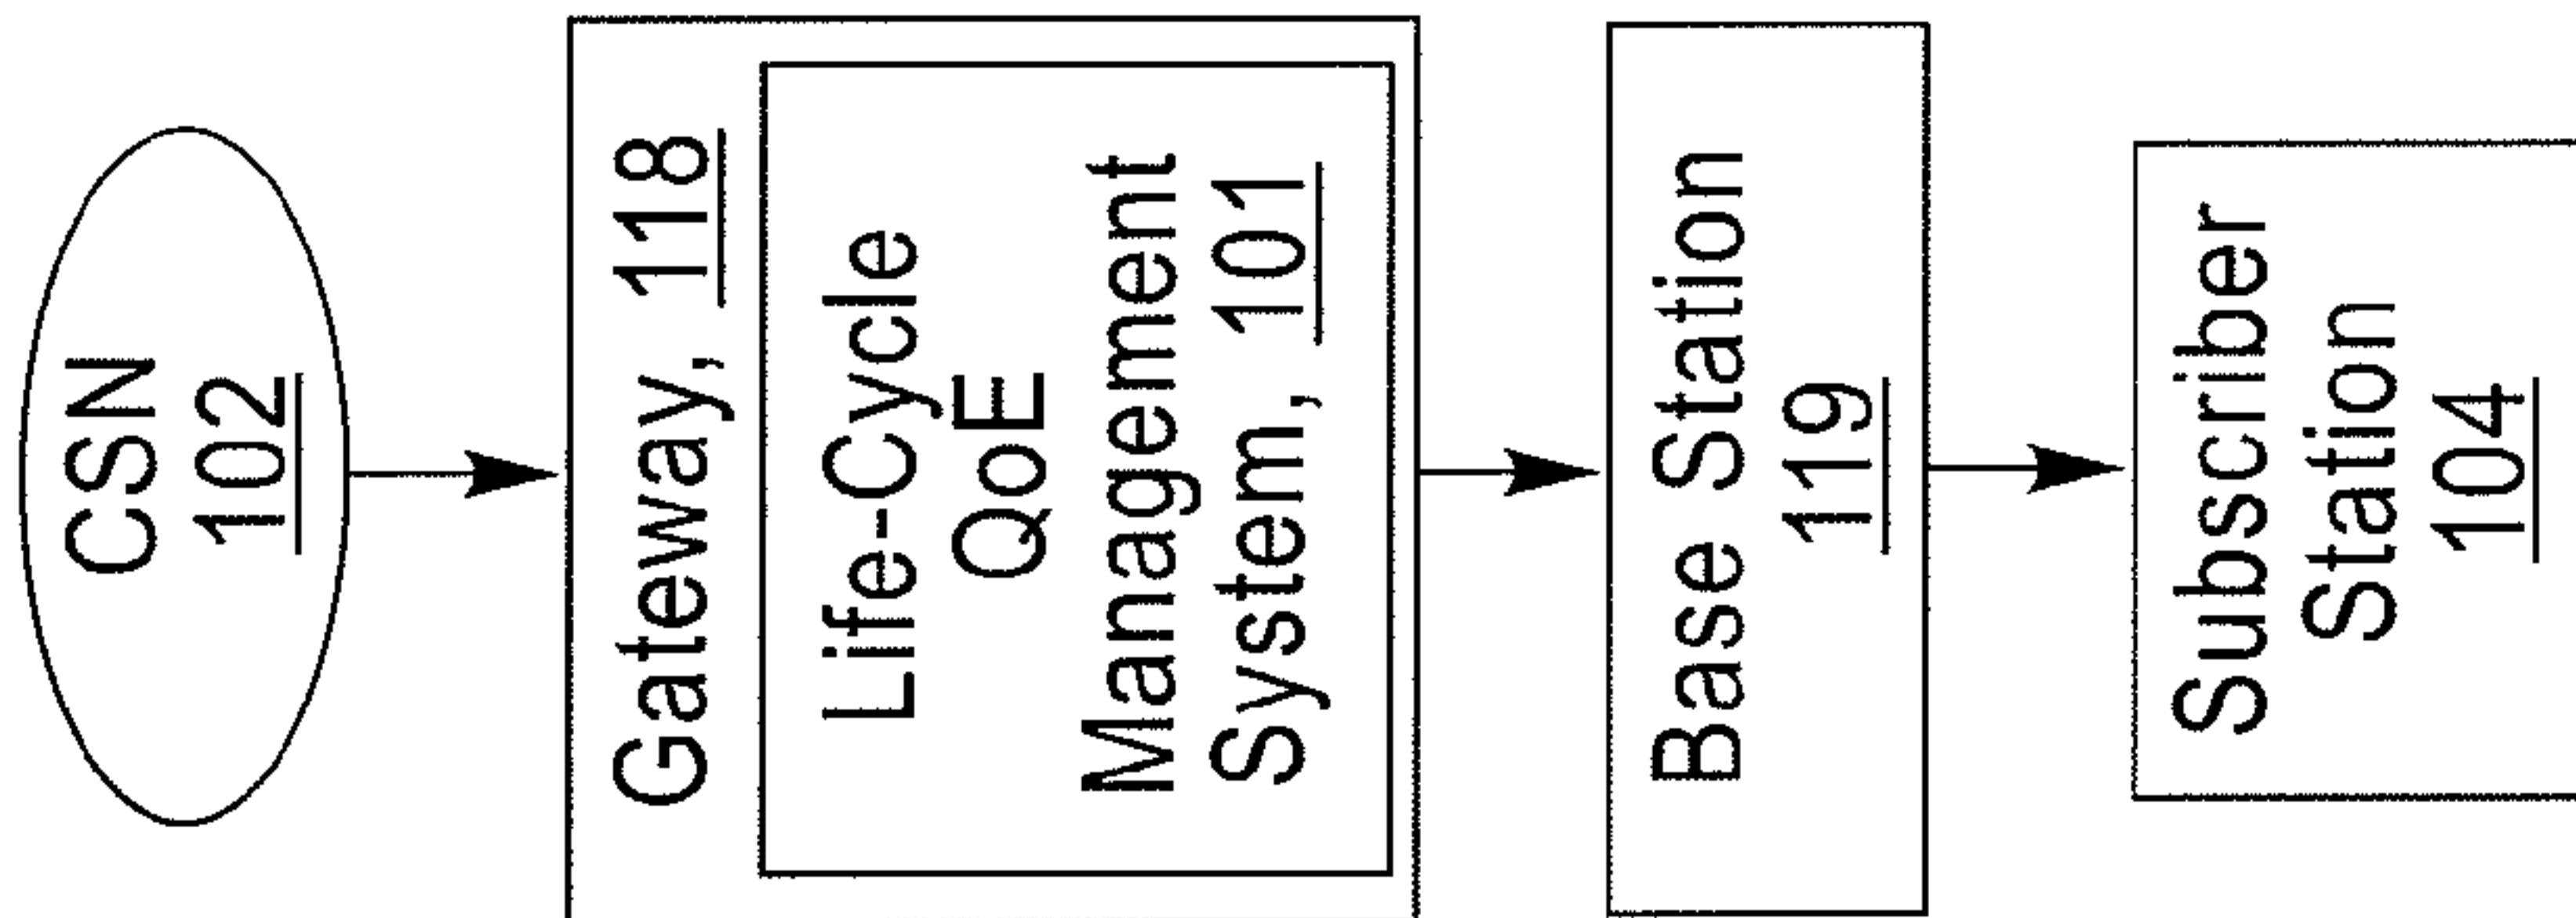 CSN
102
Gateway, 118
Life-Cycle
QoE
Management
System, 101
Base Station
119
Subscriber
Station
104